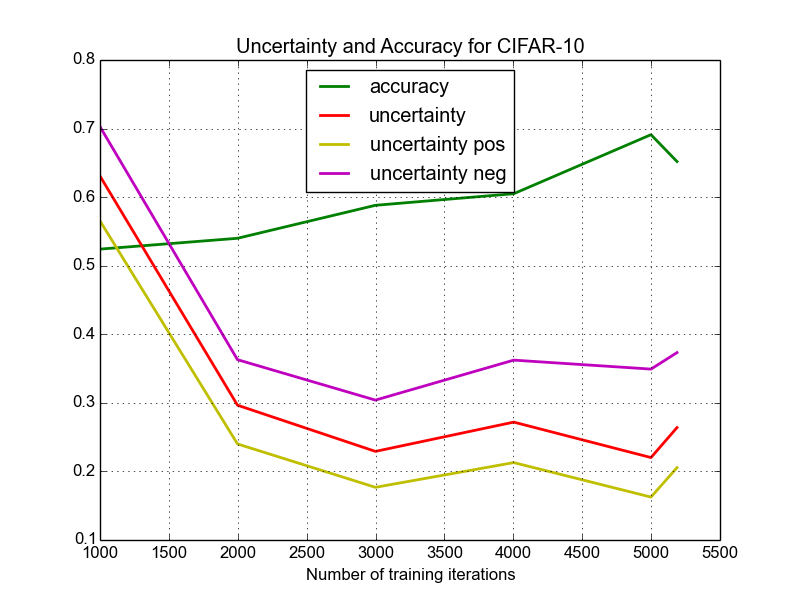 Uncertainty and Accuracy for CIFAR-10
0.8
0.7
0.6
0.5
0.4
0.3
0.2
0.1
accuracy
uncertainty
uncertainty pos
uncertainty neg
1000 1500 2000 2500 3000 3500 4000 4500 5000 5500
Number of training iterations